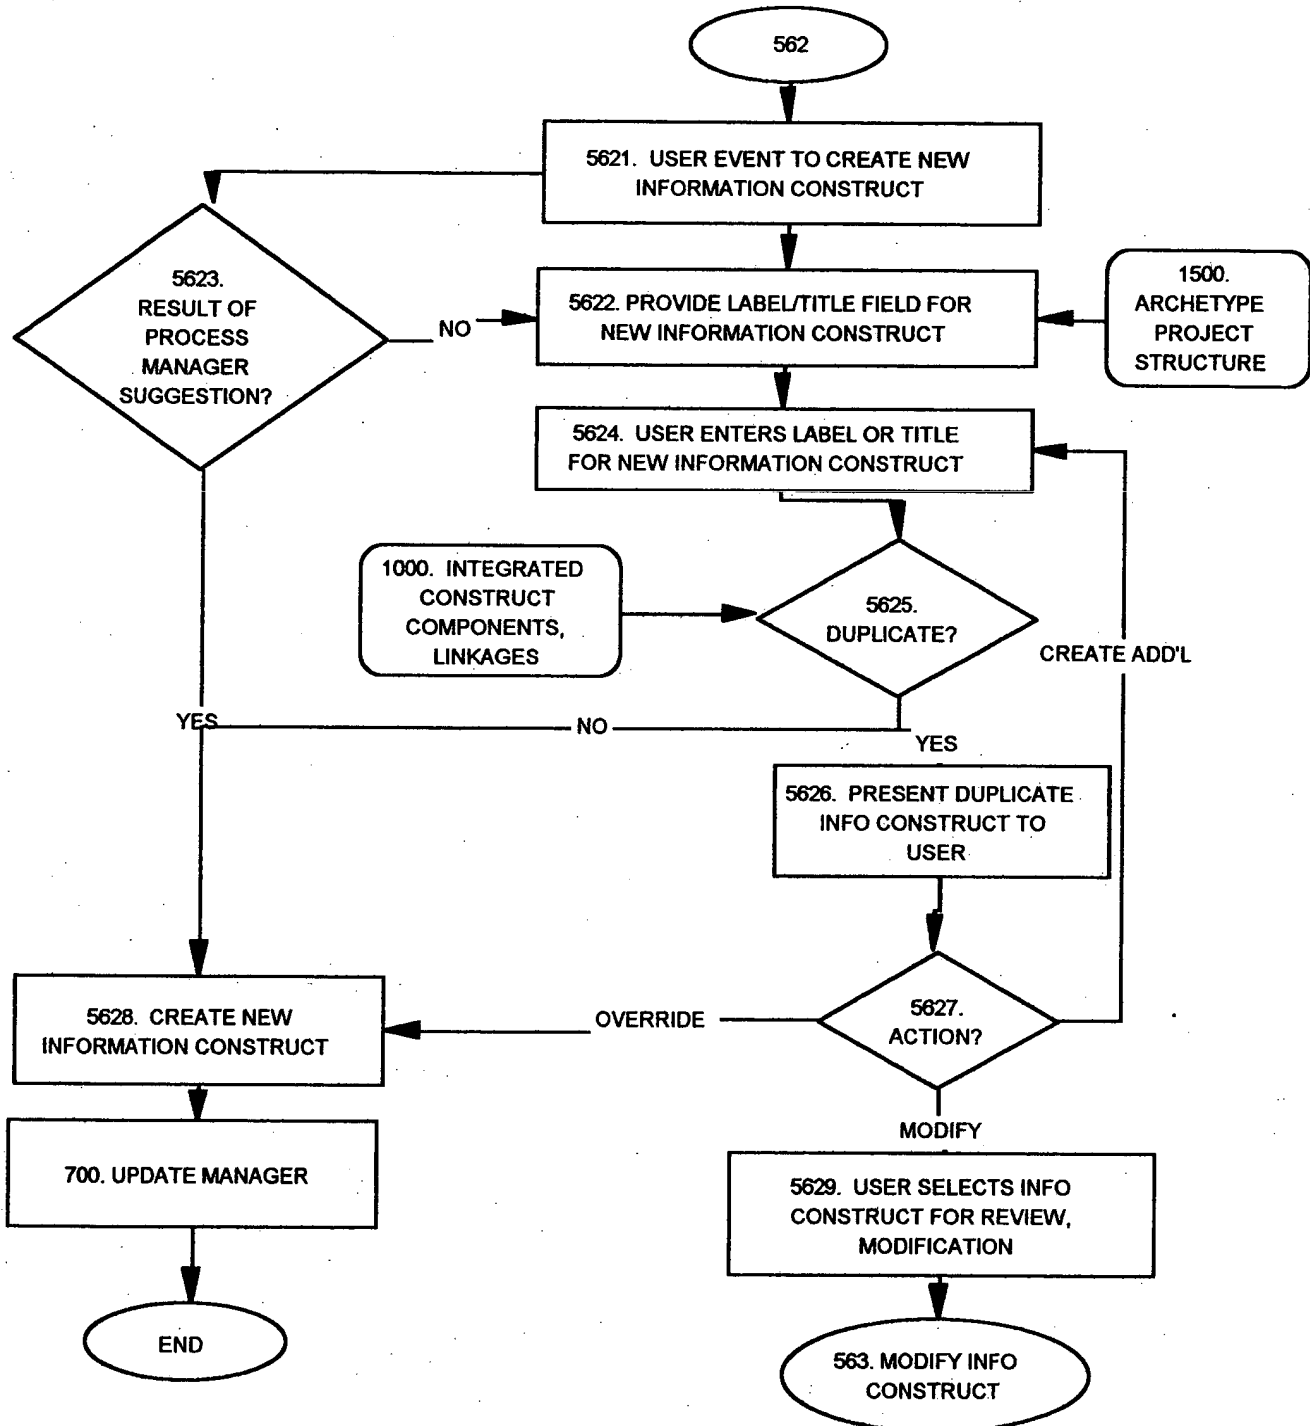 562
5621. USER EVENT TO CREATE NEW
INFORMATION CONSTRUCT
5623.
RESULT OF
PROCESS
MANAGER
SUGGESTION?
NO
5622. PROVIDE LABEL/TITLE FIELD FOR
NEW INFORMATION CONSTRUCT
1500.
ARCHETYPE
PROJECT
STRUCTURE
5624. USER ENTERS LABEL OR TITLE
FOR NEW INFORMATION CONSTRUCT
1000. INTEGRATED
CONSTRUCT
COMPONENTS,
LINKAGES
5625.
DUPLICATE?
CREATE ADD'L
YES
NO
YES
5626. PRESENT DUPLICATE
INFO CONSTRUCT TO
USER
5628. CREATE NEW
INFORMATION CONSTRUCT
OVERRIDE
5627.
ACTION?
MODIFY
700. UPDATE MANAGER
5629. USER SELECTS INFO
CONSTRUCT FOR REVIEW,
MODIFICATION
END
563. MODIFY INFO
CONSTRUCT